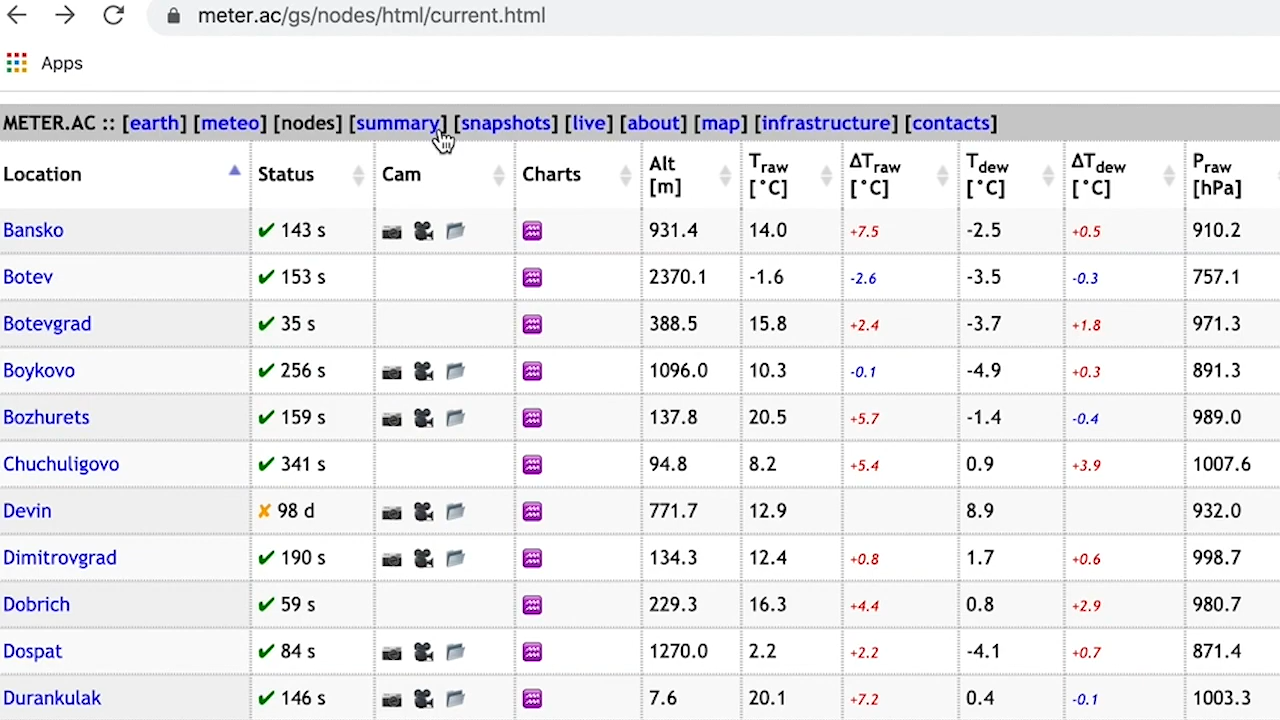 meter.ac/gs/nodes/html/current.html
Apps
METER.AC :: [earth] [meteo] [nodes] [summary] [snapshots] [live] [about] [map] [infrastructure] [contacts]
Location Status Cam Charts Alt [m] Traw [°C] ΔTraw [°C] Tdew [°C] ΔTdew [°C] Praw [hPa]
Bansko ✔ 143 s 931.4 14.0 +7.5 -2.5 +0.5 910.2
Botev ✔ 153 s 2370.1 -1.6 -2.6 -3.5 -0.3 757.1
Botevgrad ✔ 35 s 388.5 15.8 +2.4 -3.7 +1.8 971.3
Boykovo ✔ 256 s 1096.0 10.3 -0.1 -4.9 +0.3 891.3
Bozhurets ✔ 159 s 137.8 20.5 +5.7 -1.4 -0.4 989.0
Chuchuligovo ✔ 341 s 94.8 8.2 +5.4 0.9 +3.9 1007.6
Devin ✘ 98 d 771.7 12.9 8.9 932.0
Dimitrovgrad ✔ 190 s 134.3 12.4 +0.8 1.7 +0.6 998.7
Dobrich ✔ 59 s 229.3 16.3 +4.4 0.8 +2.9 980.7
Dospat ✔ 84 s 1270.0 2.2 +2.2 -4.1 +0.7 871.4
Durankulak ✔ 146 s 7.6 20.1 +7.2 0.4 -0.1 1003.3